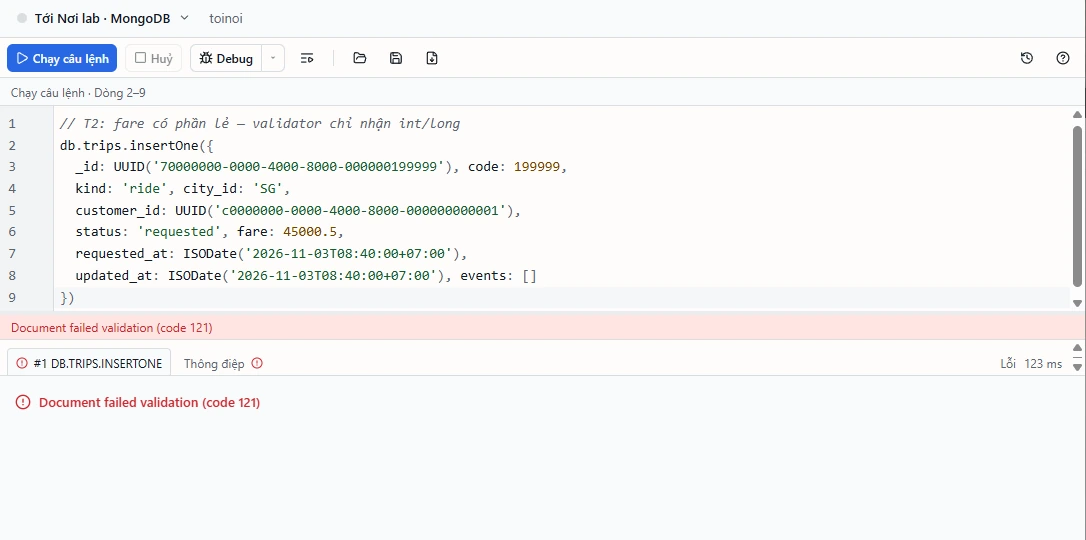 Tới Nơi lab · MongoDB toinoi
Chạy câu lệnh Huỷ Debug
Chạy câu lệnh · Dòng 2–9
1 // T2: fare có phần lẻ — validator chỉ nhận int/long
2 db.trips.insertOne({
3 _id: UUID('70000000-0000-4000-8000-000000199999'), code: 199999,
4 kind: 'ride', city_id: 'SG',
5 customer_id: UUID('c0000000-0000-4000-8000-000000000001'),
6 status: 'requested', fare: 45000.5,
7 requested_at: ISODate('2026-11-03T08:40:00+07:00'),
8 updated_at: ISODate('2026-11-03T08:40:00+07:00'), events: []
9 })
Document failed validation (code 121)
#1 DB.TRIPS.INSERTONE Thông điệp Lỗi 123 ms
Document failed validation (code 121)